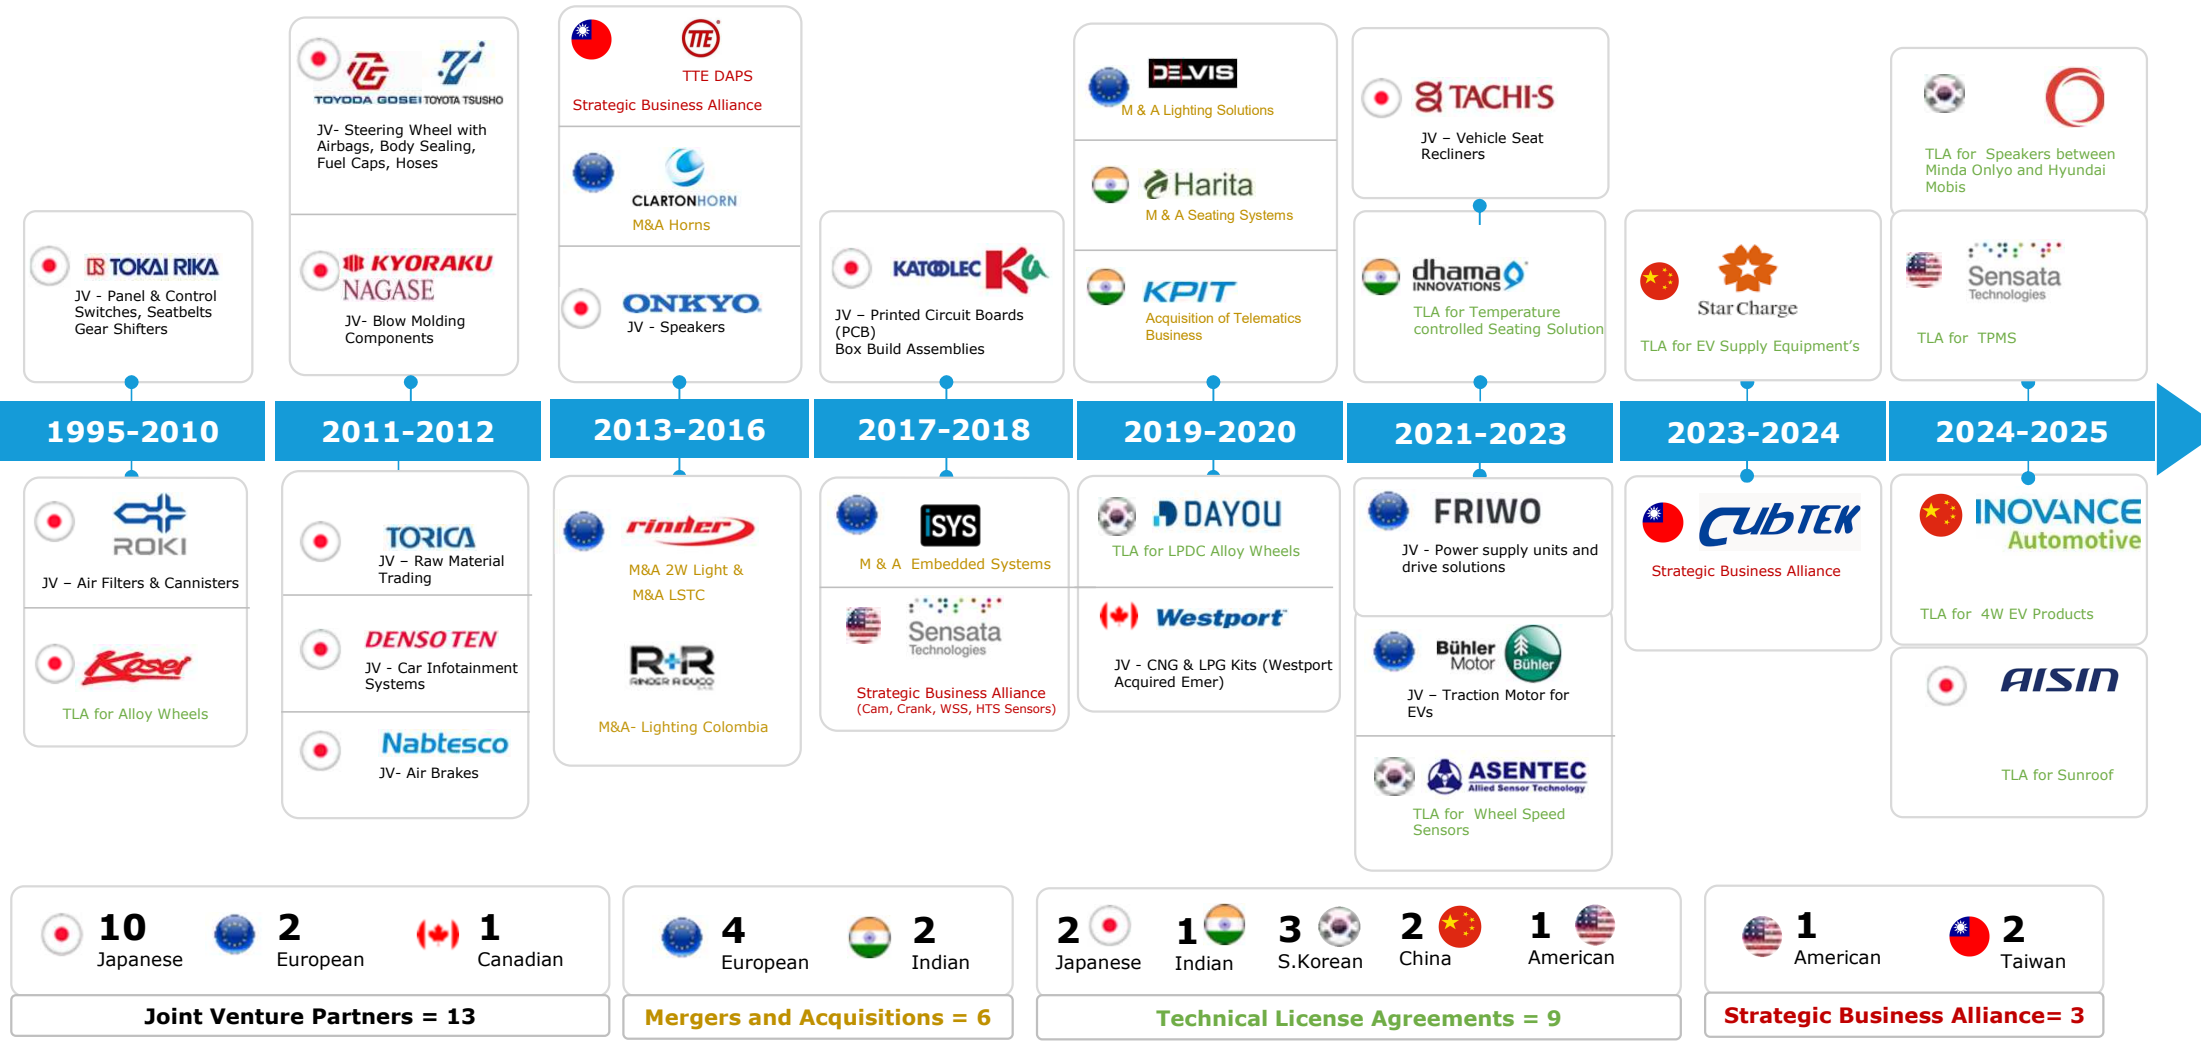 TOKAI RIKA
JV - Panel & Control
Switches, Seatbelts
Gear Shifters
TG
TOYODA GOSEI TOYOTA TSUSHO
JV- Steering Wheel with
Airbags, Body Sealing,
Fuel Caps, Hoses
KYORAKU
NAGASE
JV- Blow Molding
Components
TTE
TTE DAPS
Strategic Business Alliance
CLARTONHORN
M&A Horns
ONKYO
JV - Speakers
KATOLEC
JV – Printed Circuit Boards
(PCB)
Box Build Assemblies
DELVIS
M & A Lighting Solutions
Harita
M & A Seating Systems
KPIT
Acquisition of Telematics
Business
TACHI-S
JV – Vehicle Seat
Recliners
dhama
INNOVATIONS
TLA for Temperature
controlled Seating Solution
Star Charge
TLA for EV Supply Equipment's
TLA for  Speakers between
Minda Onlyo and Hyundai
Mobis
Sensata
Technologies
TLA for  TPMS
1995-2010
2011-2012
2013-2016
2017-2018
2019-2020
2021-2023
2023-2024
2024-2025
ROKI
JV – Air Filters & Cannisters
Kosei
TLA for Alloy Wheels
TORICA
JV – Raw Material
Trading
DENSO TEN
JV - Car Infotainment
Systems
Nabtesco
JV- Air Brakes
rinder
M&A 2W Light &
M&A LSTC
R+R
RINDER RIDUCO
M&A- Lighting Colombia
iSYS
M & A  Embedded Systems
Sensata
Technologies
Strategic Business Alliance
(Cam, Crank, WSS, HTS Sensors)
DAYOU
TLA for LPDC Alloy Wheels
Westport
JV - CNG & LPG Kits (Westport
Acquired Emer)
FRIWO
JV - Power supply units and
drive solutions
Bühler
Motor
Bühler
JV – Traction Motor for
EVs
ASENTEC
Allied Sensor Technology
TLA for  Wheel Speed
Sensors
CUbTEK
Strategic Business Alliance
INOVANCE
Automotive
TLA for  4W EV Products
AISIN
TLA for Sunroof
10
Japanese
2
European
1
Canadian
Joint Venture Partners = 13
4
European
2
Indian
Mergers and Acquisitions = 6
2
Japanese
1
Indian
3
S.Korean
2
China
1
American
Technical License Agreements = 9
1
American
2
Taiwan
Strategic Business Alliance= 3